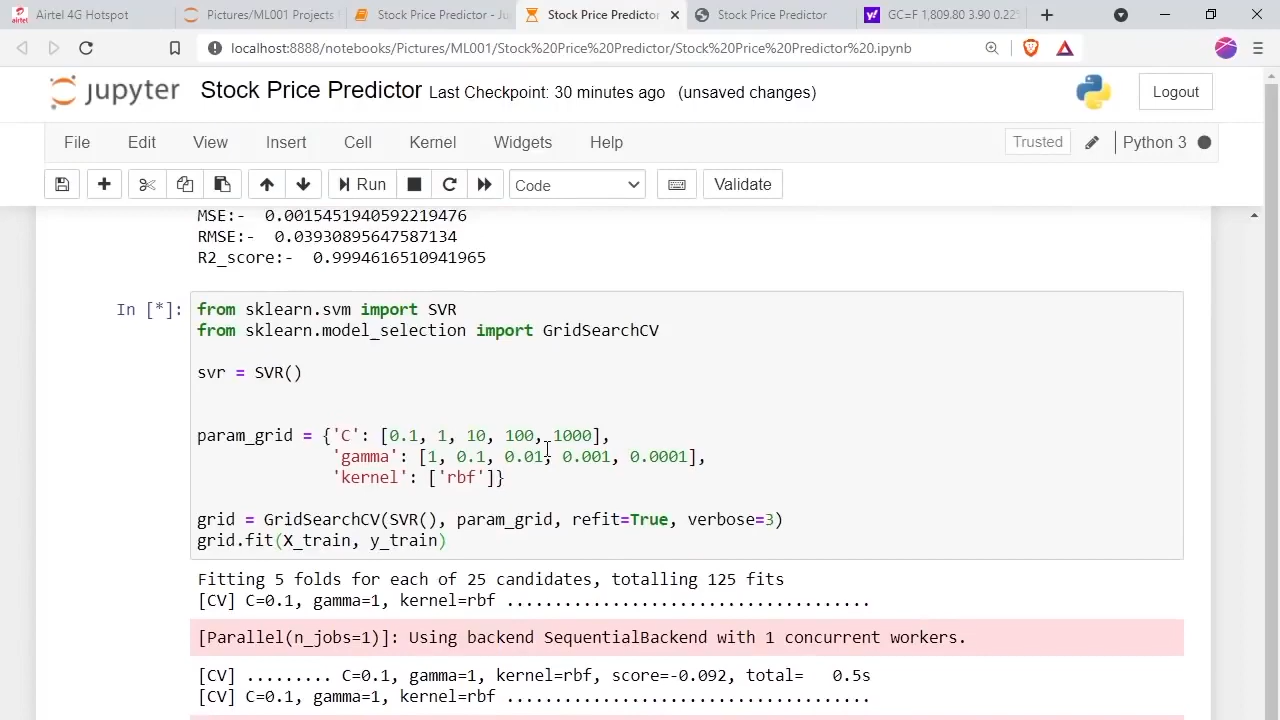 Airtel 4G Hotspot
Pictures/ML001 Projects
Stock Price Predictor - Ju
Stock Price Predictor
Stock Price Predictor
GC=F 1,809.80 3.90 0.22
airtel
localhost:8888/notebooks/Pictures/ML001/Stock%20Price%20Predictor/Stock%20Price%20Predictor%20.ipynb
jupyter Stock Price Predictor Last Checkpoint: 30 minutes ago (unsaved changes)
Logout
File Edit View Insert Cell Kernel Widgets Help
Trusted
Python 3
Run
Code
Validate
MSE:-  0.0015451940592219476
RMSE:-  0.03930895647587134
R2_score:-  0.9994616510941965
In [*]:
from sklearn.svm import SVR
from sklearn.model_selection import GridSearchCV
svr = SVR()
param_grid = {'C': [0.1, 1, 10, 100, 1000],
'gamma': [1, 0.1, 0.01, 0.001, 0.0001],
'kernel': ['rbf']}
grid = GridSearchCV(SVR(), param_grid, refit=True, verbose=3)
grid.fit(X_train, y_train)
Fitting 5 folds for each of 25 candidates, totalling 125 fits
[CV] C=0.1, gamma=1, kernel=rbf ......................................
[Parallel(n_jobs=1)]: Using backend SequentialBackend with 1 concurrent workers.
[CV] ......... C=0.1, gamma=1, kernel=rbf, score=-0.092, total=   0.5s
[CV] C=0.1, gamma=1, kernel=rbf ......................................